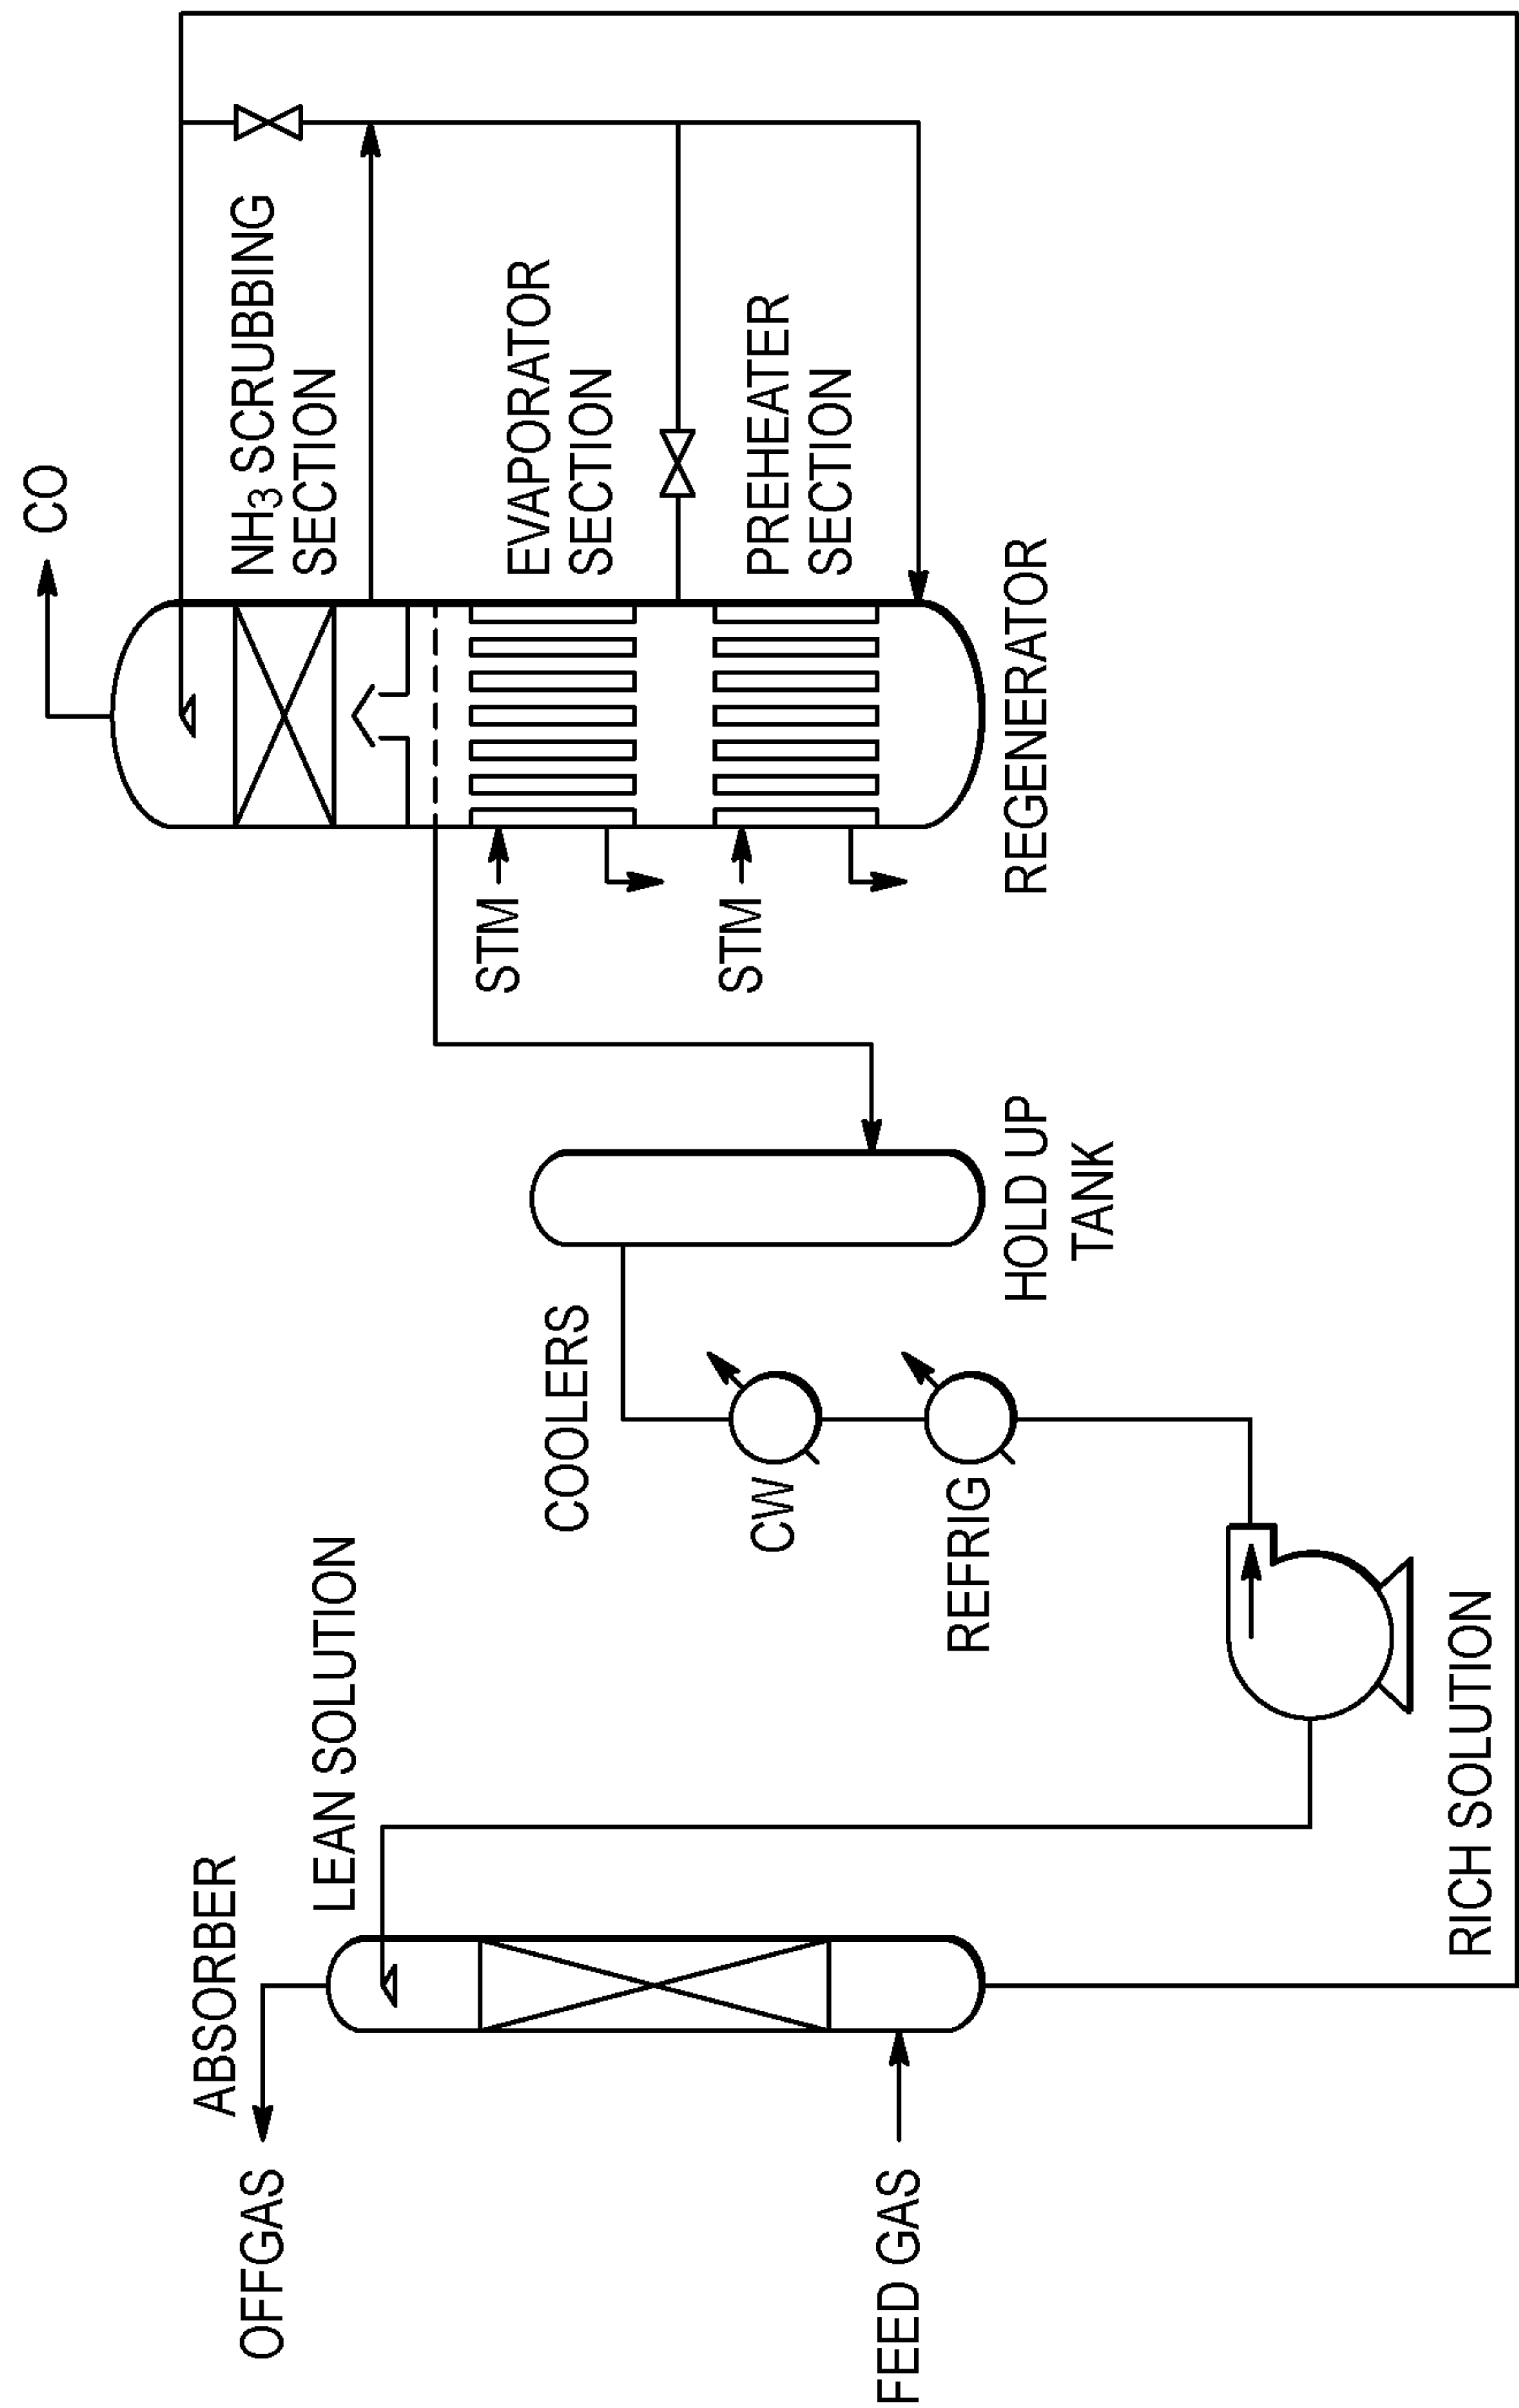 CO
NH3 SCRUBBING
SECTION
EVAPORATOR
SECTION
PREHEATER
SECTION
REGENERATOR
STM
STM
HOLD UP
TANK
COOLERS
CW
REFRIG
LEAN SOLUTION
RICH SOLUTION
ABSORBER
OFFGAS
FEED GAS